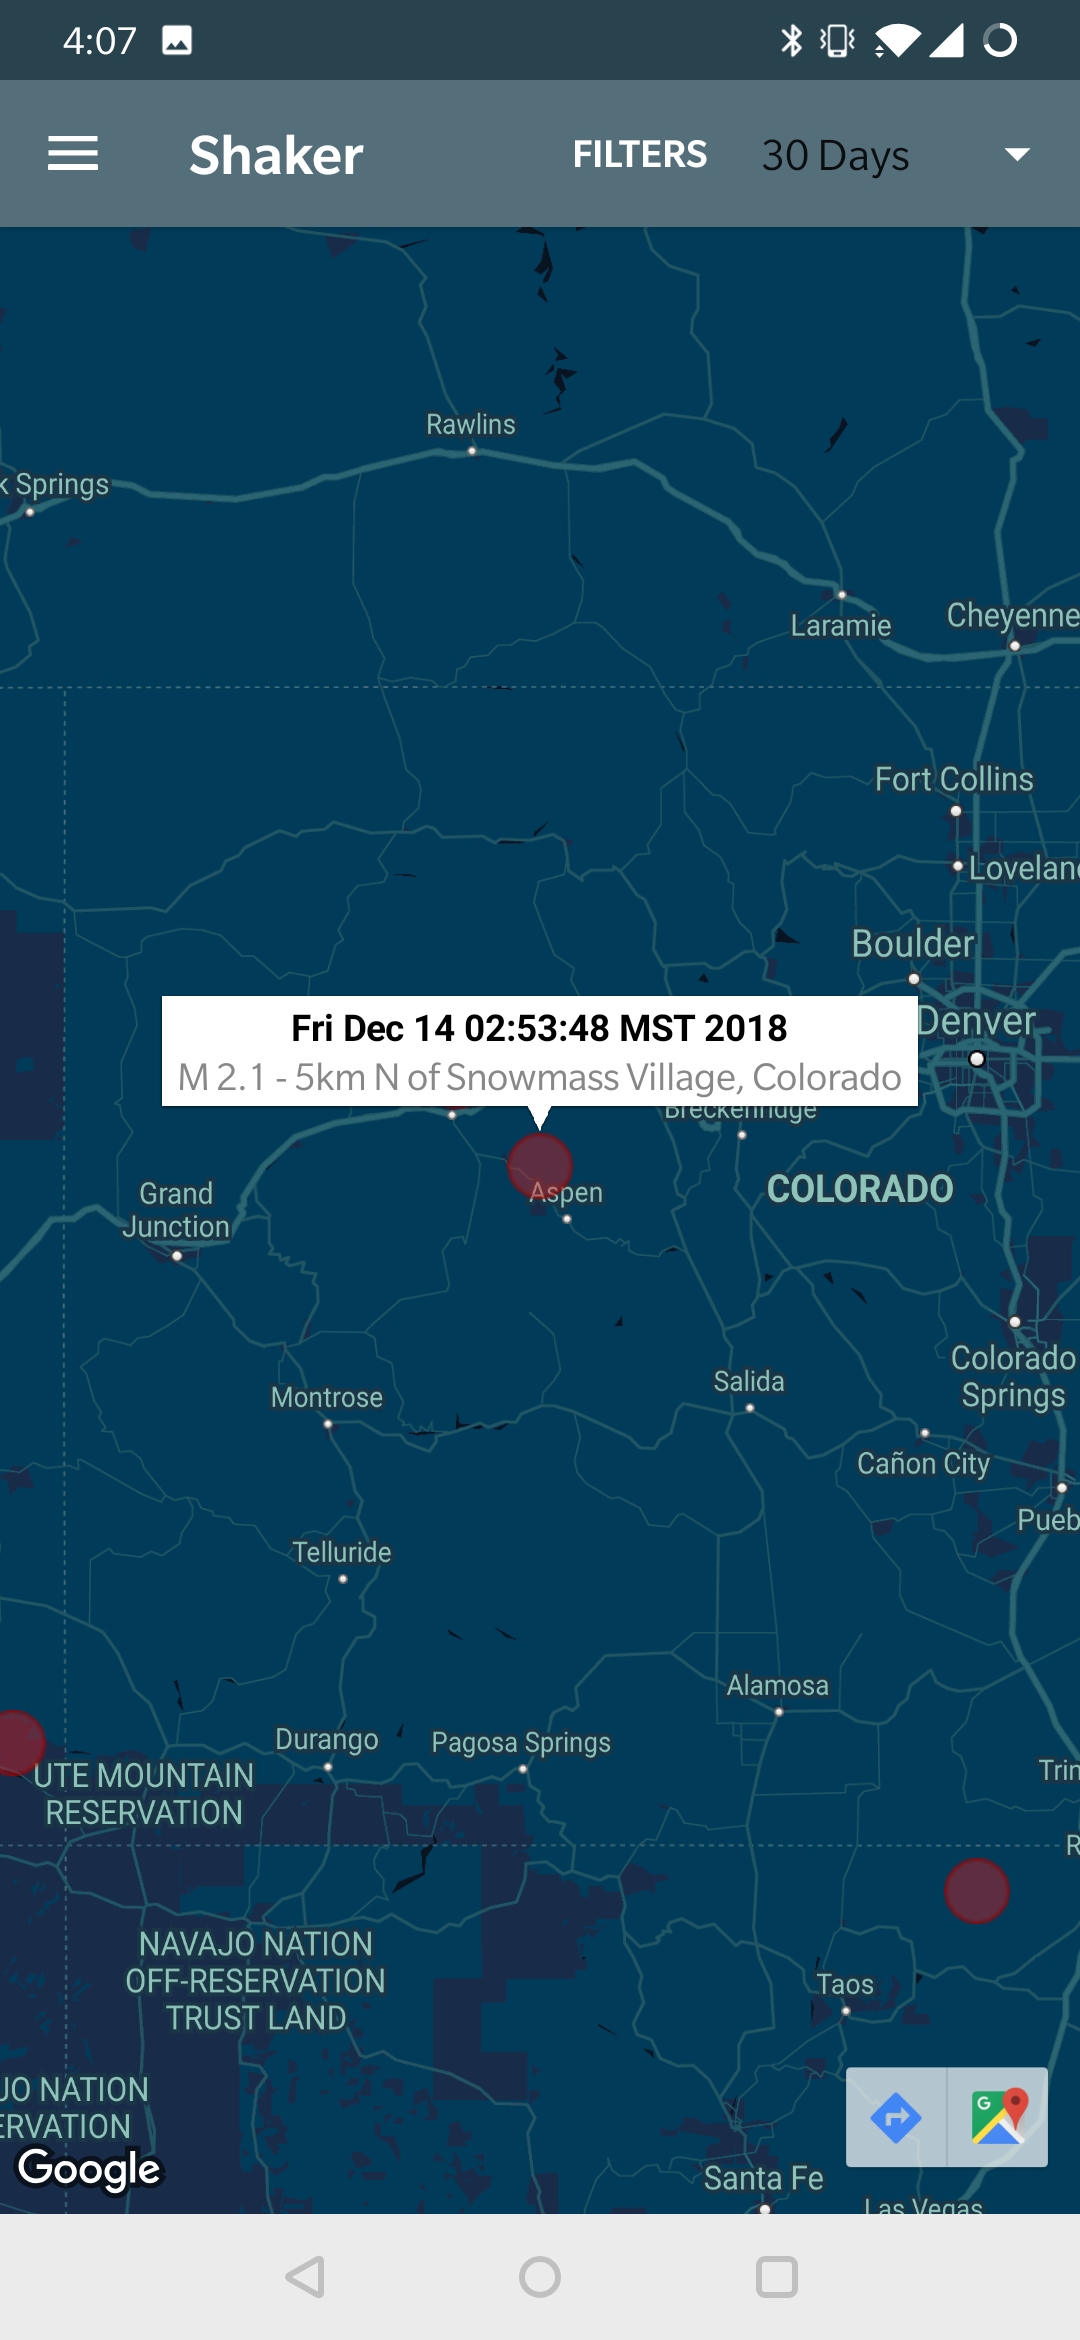 4:07
Shaker FILTERS 30 Days
Rawlins
k Springs
Laramie
Cheyenne
Fort Collins
Lovelan
Boulder
Denver
Fri Dec 14 02:53:48 MST 2018
M 2.1 - 5km N of Snowmass Village, Colorado
Breckenridge
Aspen
COLORADO
Grand
Junction
Colorado
Springs
Salida
Montrose
Cañon City
Pueb
Telluride
Alamosa
Durango
Pagosa Springs
Trin
UTE MOUNTAIN
RESERVATION
R
NAVAJO NATION
OFF-RESERVATION
TRUST LAND
Taos
JO NATION
ERVATION
Google
G
Santa Fe
Las Vegas